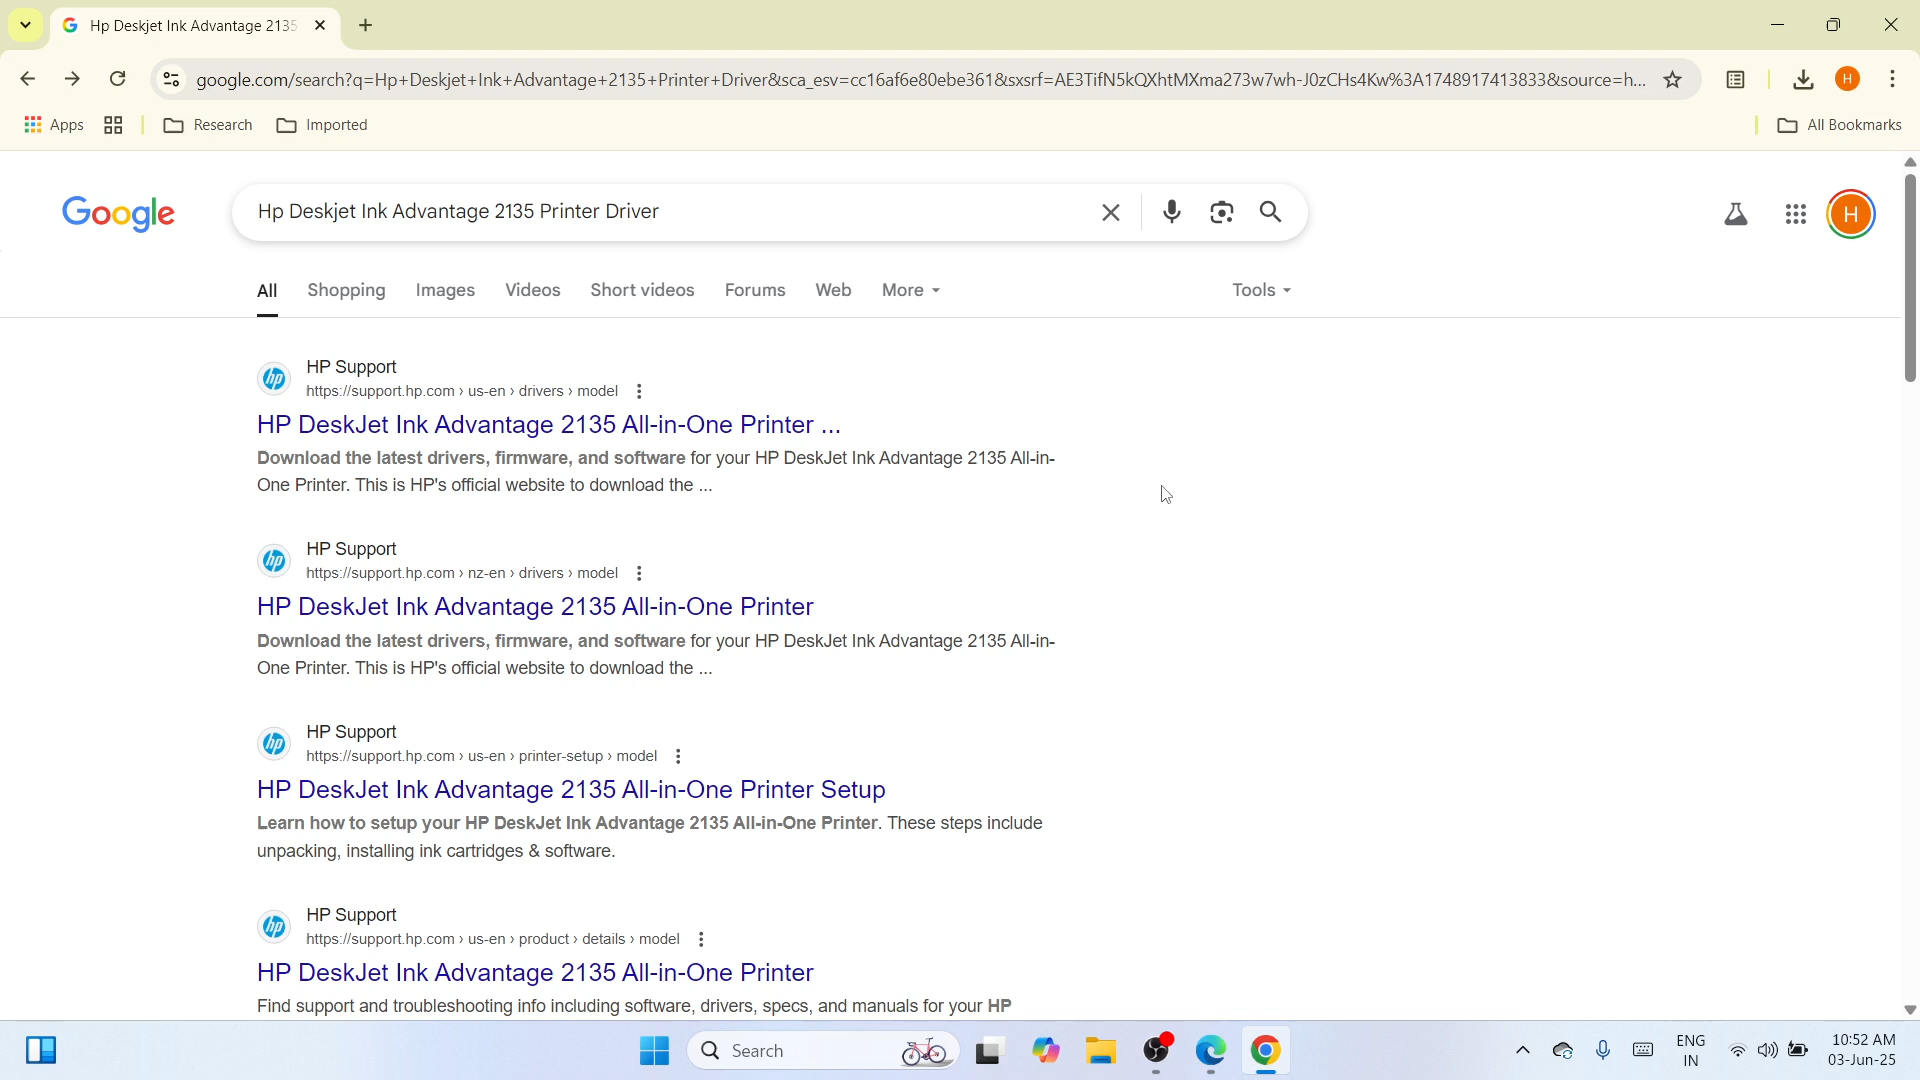 Hp Deskjet Ink Advantage 2135
google.com/search?q=Hp+Deskjet+Ink+Advantage+2135+Printer+Driver&sca_esv=cc16af6e80ebe361&sxsrf=AE3TifN5kQXhtMXma273w7wh-J0zCHs4Kw%3A1748917413833&source=h...
H
Apps
Research
Imported
All Bookmarks
Google
Hp Deskjet Ink Advantage 2135 Printer Driver
H
All
Shopping
Images
Videos
Short videos
Forums
Web
More
Tools
hp
HP Support
https://support.hp.com › us-en › drivers › model
HP DeskJet Ink Advantage 2135 All-in-One Printer ...
Download the latest drivers, firmware, and software for your HP DeskJet Ink Advantage 2135 All-in-
One Printer. This is HP's official website to download the ...
hp
HP Support
https://support.hp.com › nz-en › drivers › model
HP DeskJet Ink Advantage 2135 All-in-One Printer
Download the latest drivers, firmware, and software for your HP DeskJet Ink Advantage 2135 All-in-
One Printer. This is HP's official website to download the ...
hp
HP Support
https://support.hp.com › us-en › printer-setup › model
HP DeskJet Ink Advantage 2135 All-in-One Printer Setup
Learn how to setup your HP DeskJet Ink Advantage 2135 All-in-One Printer. These steps include
unpacking, installing ink cartridges & software.
hp
HP Support
https://support.hp.com › us-en › product › details › model
HP DeskJet Ink Advantage 2135 All-in-One Printer
Find support and troubleshooting info including software, drivers, specs, and manuals for your HP
Search
ENG
IN
10:52 AM
03-Jun-25